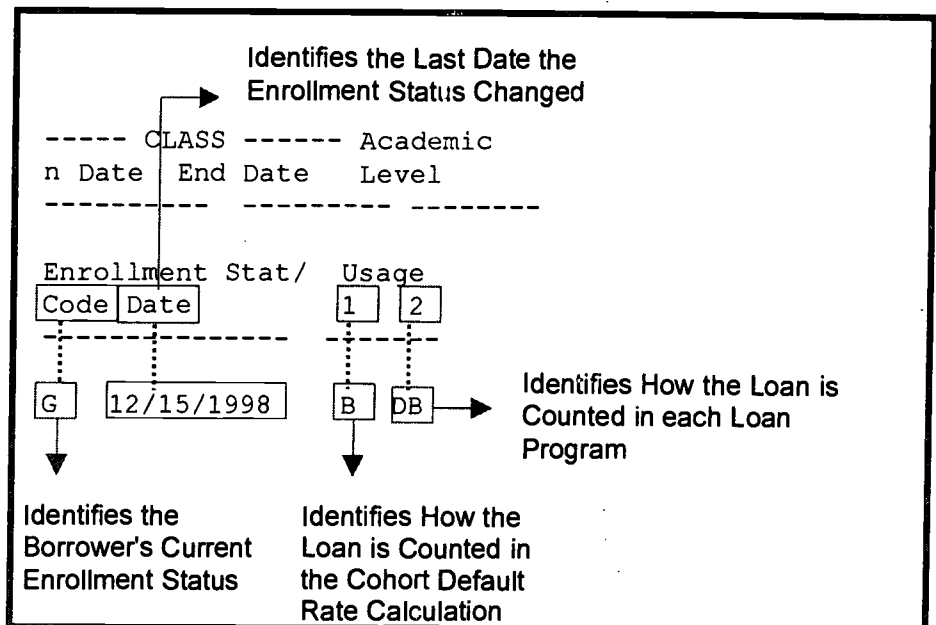 Identifies the Last Date the
Enrollment Status Changed
----- CLASS ------ Academic
n Date End Date Level
---------- --------- --------
Enrollment Stat/ Usage
Code Date 1 2
G 12/15/1998 B DB
Identifies How the Loan is
Counted in each Loan
Program
Identifies the
Borrower's Current
Enrollment Status
Identifies How the
Loan is Counted in
the Cohort Default
Rate Calculation